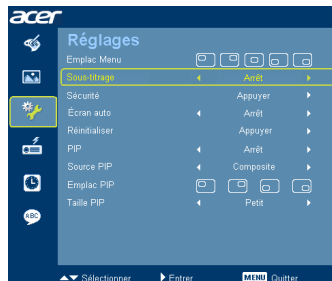 acer
Réglages
Emplac Menu
Sous-titrage Arrêt
Sécurité Appuyer
Écran auto Arrêt
Réinitialiser Appuyer
PIP Arrêt
Source PIP Composite
Emplac PIP
Taille PIP Petit
ABC
Sélectionner Entrer MENU Quitter